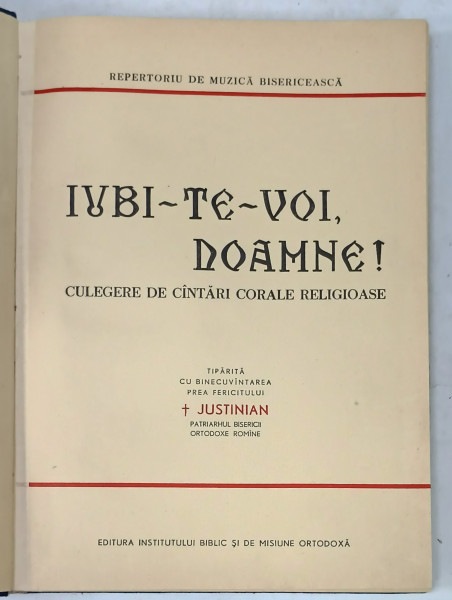 REPERTORIU DE MUZICĂ BISERICEASCĂ
IUBI-TE-VOI,
DOAMNE!
CULEGERE DE CÎNTĂRI CORALE RELIGIOASE
TIPĂRITĂ
CU BINECUVÎNTAREA
PREA FERICITULUI
† JUSTINIAN
PATRIARHUL BISERICII
ORTODOXE ROMÎNE
EDITURA INSTITUTULUI BIBLIC ȘI DE MISIUNE ORTODOXĂ